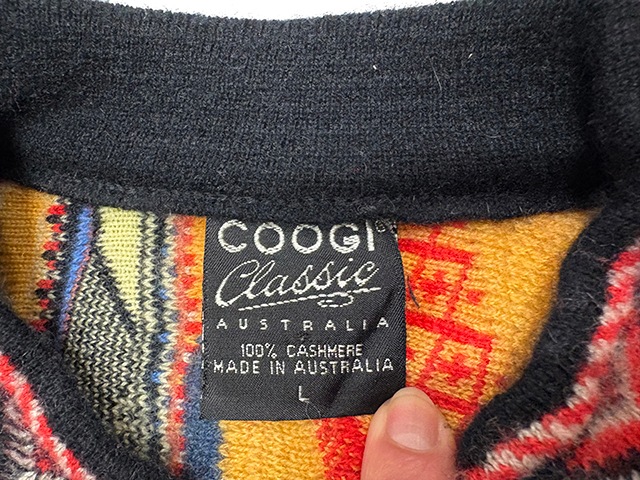 COOGI
Classic
AUSTRALIA
100% CASHMERE
MADE IN AUSTRALIA
L